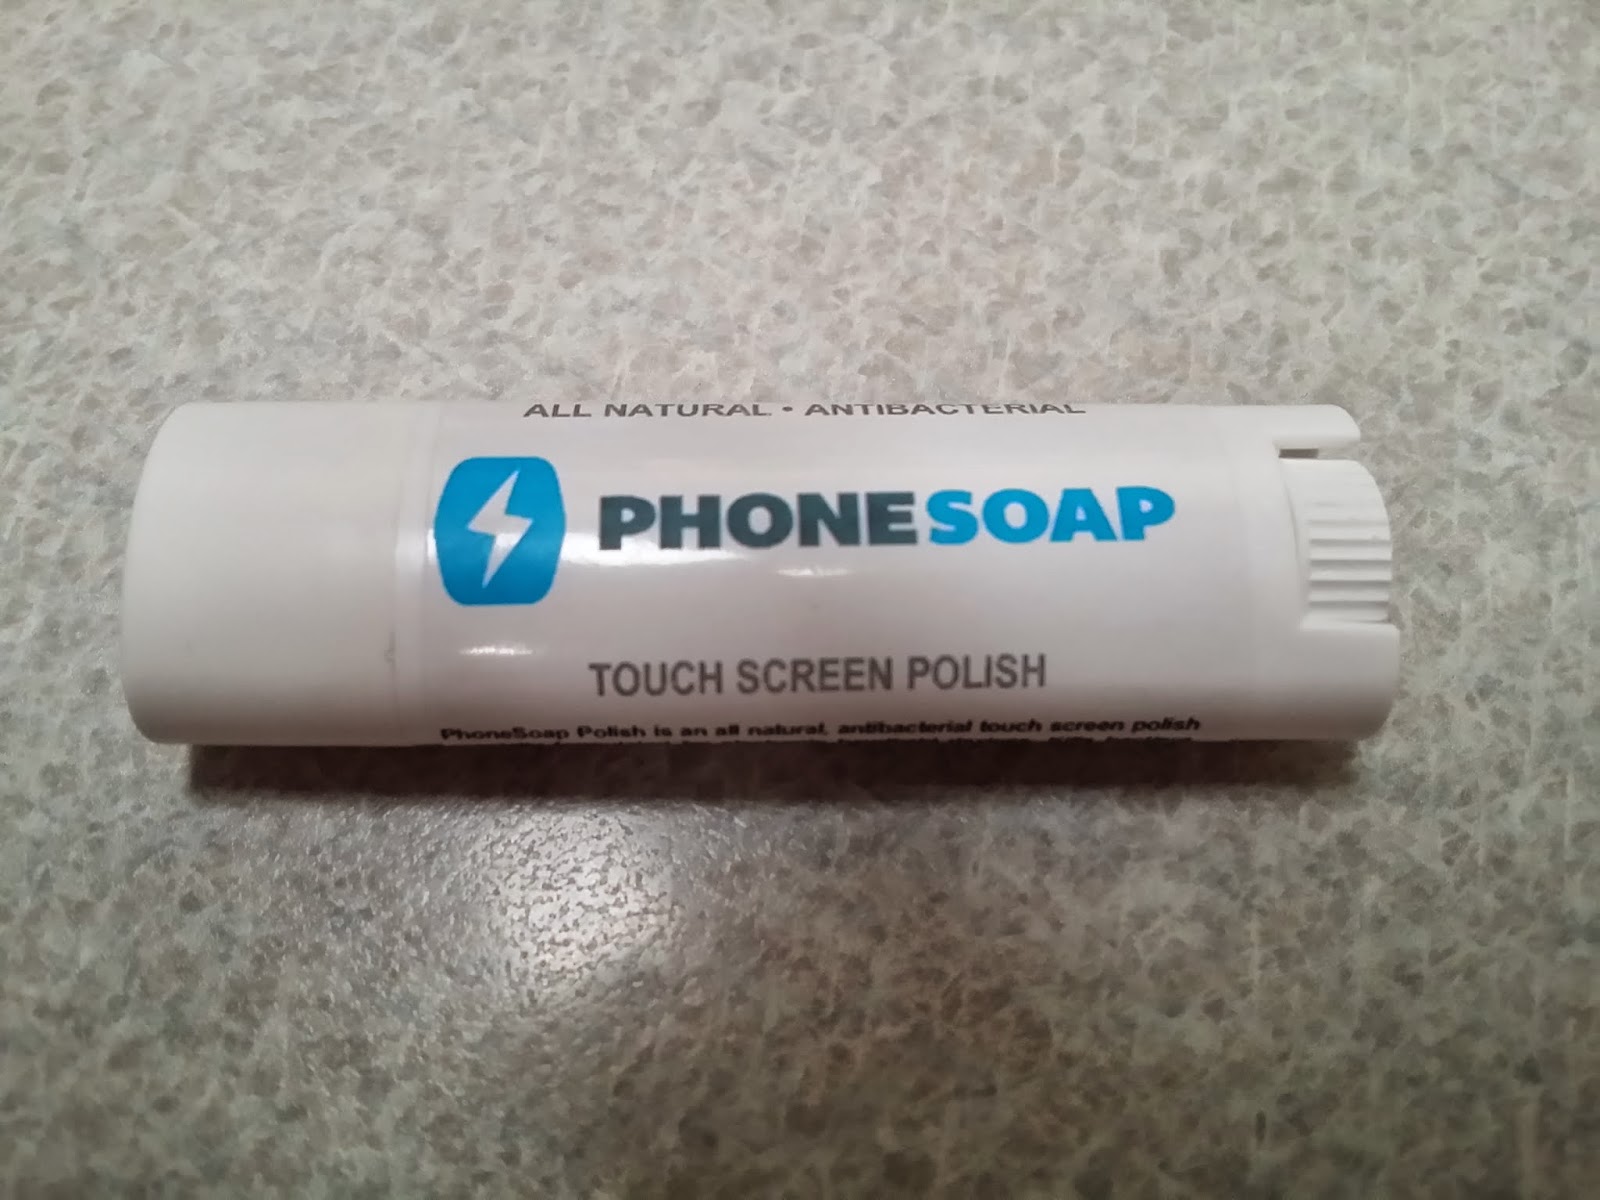 ALL NATURAL • ANTIBACTERIAL
PHONESOAP
TOUCH SCREEN POLISH
PhoneSoap Polish is an all natural, antibacterial touch screen polish